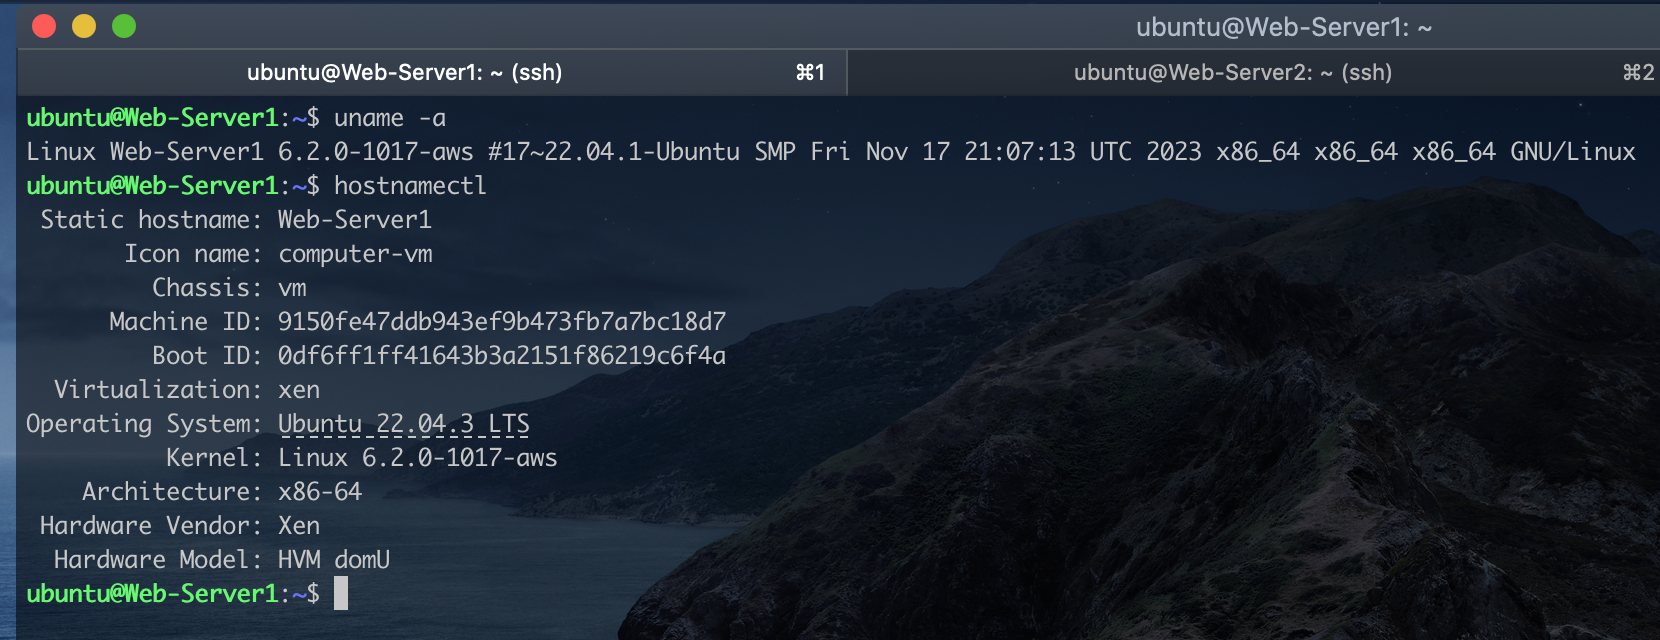 ubuntu@Web-Server1: ~
ubuntu@Web-Server1: ~ (ssh) ⌘1 ubuntu@Web-Server2: ~ (ssh) ⌘2
ubuntu@Web-Server1:~$ uname -a
Linux Web-Server1 6.2.0-1017-aws #17~22.04.1-Ubuntu SMP Fri Nov 17 21:07:13 UTC 2023 x86_64 x86_64 x86_64 GNU/Linux
ubuntu@Web-Server1:~$ hostnamectl
Static hostname: Web-Server1
Icon name: computer-vm
Chassis: vm
Machine ID: 9150fe47ddb943ef9b473fb7a7bc18d7
Boot ID: 0df6ff1ff41643b3a2151f86219c6f4a
Virtualization: xen
Operating System: Ubuntu 22.04.3 LTS
Kernel: Linux 6.2.0-1017-aws
Architecture: x86-64
Hardware Vendor: Xen
Hardware Model: HVM domU
ubuntu@Web-Server1:~$